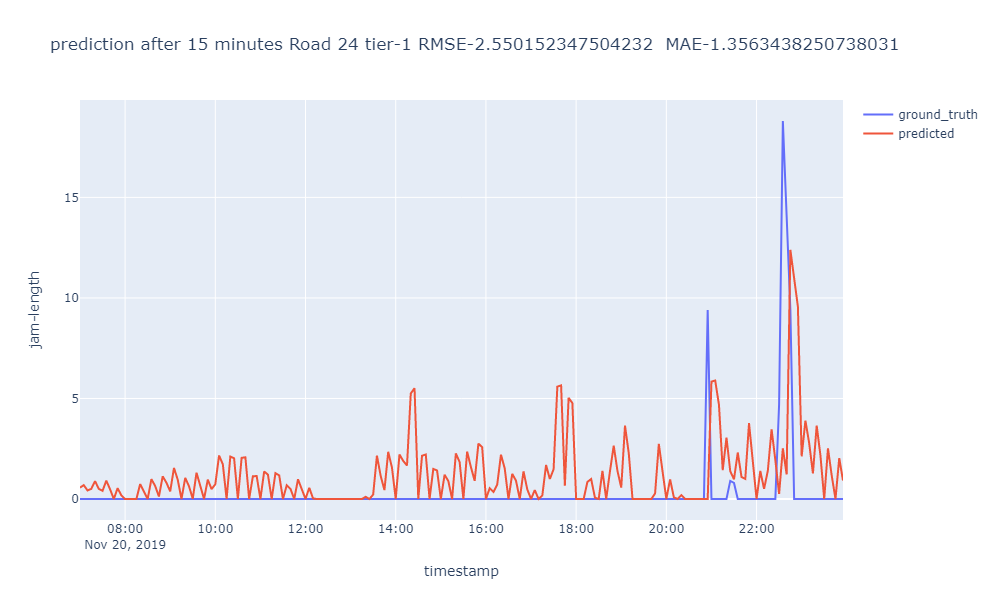 prediction after 15 minutes Road 24 tier-1 RMSE-2.550152347504232  MAE-1.3563438250738031
ground_truth
predicted
15
10
5
0
jam-length
08:00 10:00 12:00 14:00 16:00 18:00 20:00 22:00
Nov 20, 2019
timestamp